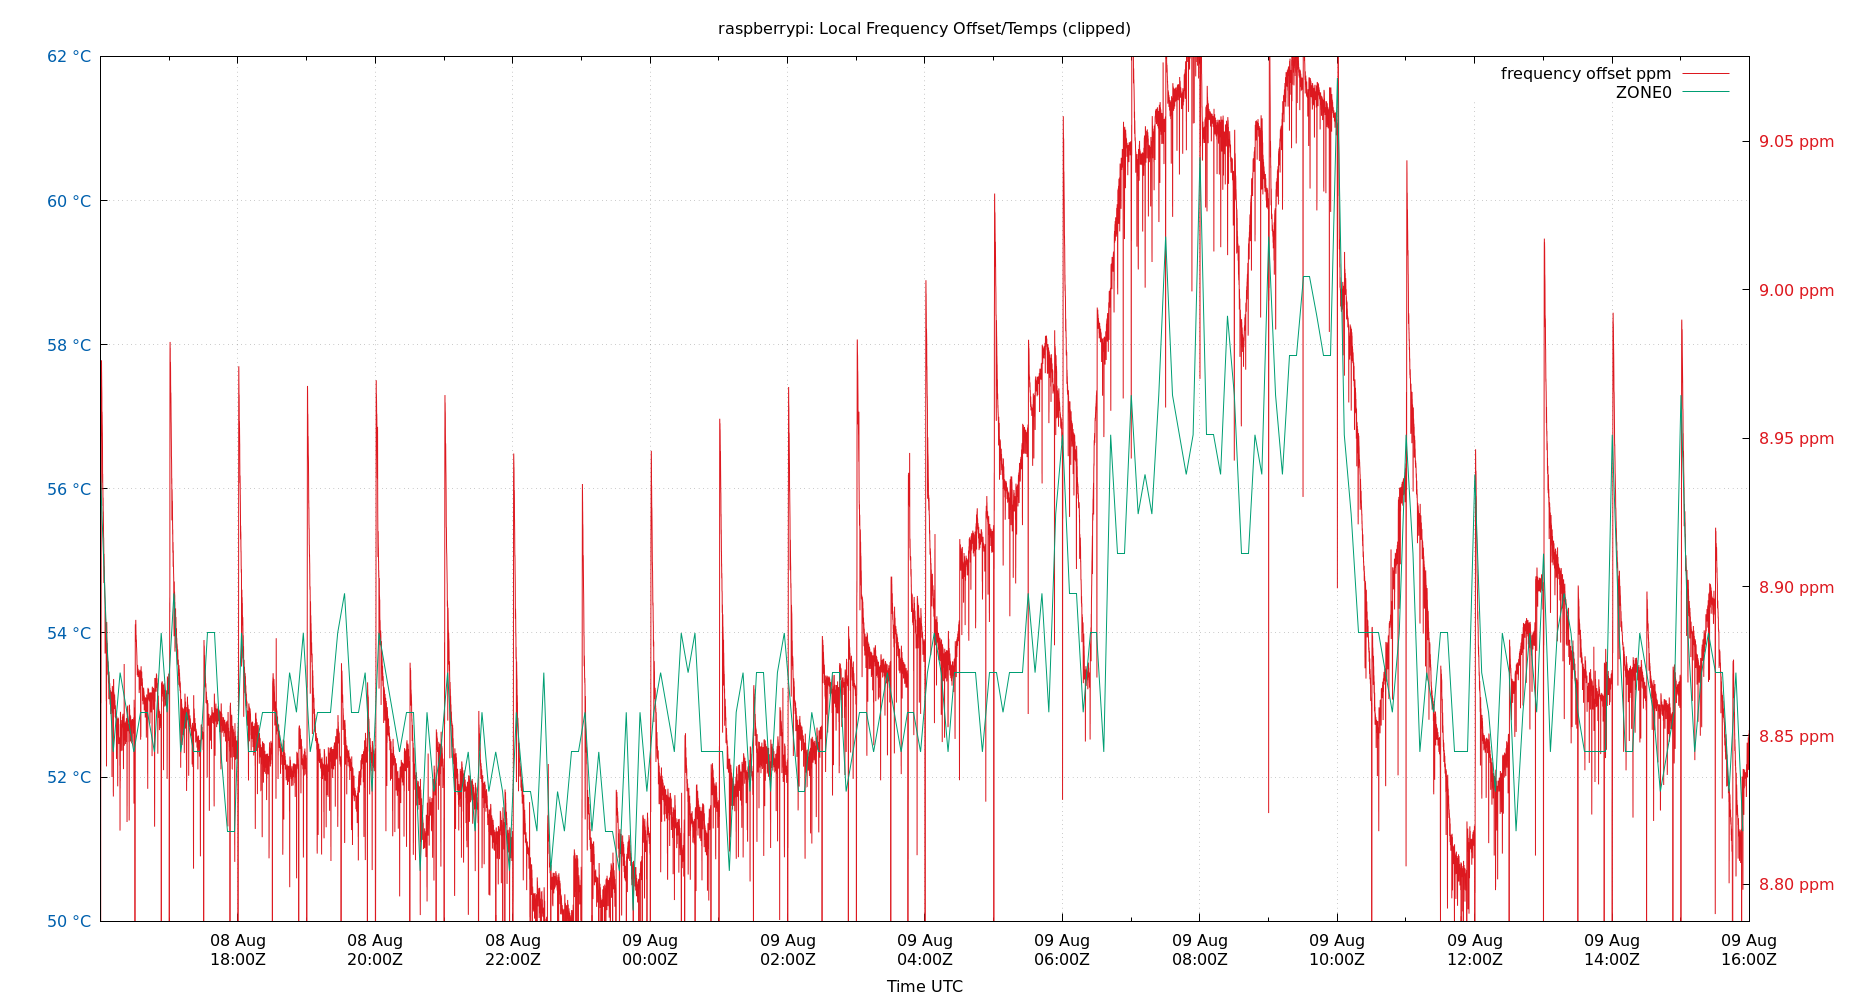 raspberrypi: Local Frequency Offset/Temps (clipped)
62 °C
60 °C
58 °C
56 °C
54 °C
52 °C
50 °C
frequency offset ppm
ZONE0
9.05 ppm
9.00 ppm
8.95 ppm
8.90 ppm
8.85 ppm
8.80 ppm
08 Aug 08 Aug 08 Aug 09 Aug 09 Aug 09 Aug 09 Aug 09 Aug 09 Aug 09 Aug 09 Aug 09 Aug
18:00Z 20:00Z 22:00Z 00:00Z 02:00Z 04:00Z 06:00Z 08:00Z 10:00Z 12:00Z 14:00Z 16:00Z
Time UTC